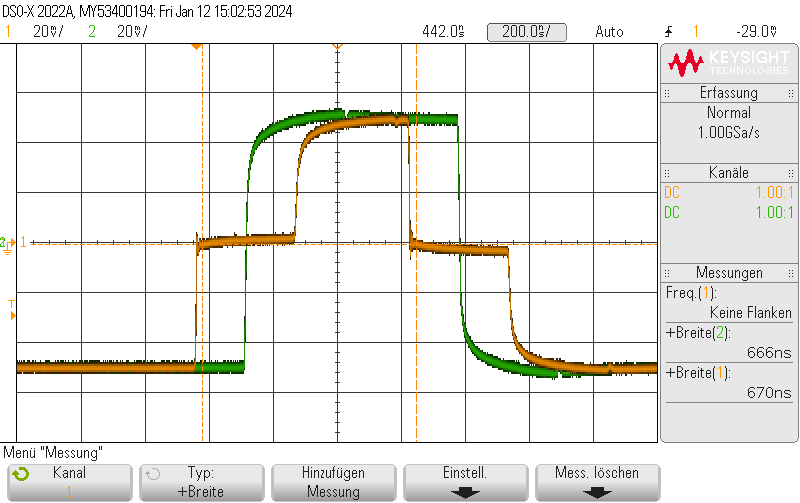 DSO-X 2022A, MY53400194: Fri Jan 12 15:02:53 2024
1 20V/ 2 20V/ 442.0s 200.0s/ Auto 1 -29.0V
KEYSIGHT
TECHNOLOGIES
Erfassung
Normal
1.00GSa/s
Kanäle
DC 1.00:1
DC 1.00:1
Messungen
Freq.(1):
Keine Flanken
+Breite(2):
666ns
+Breite(1):
670ns
2 1
T
Menü "Messung"
Kanal
1
Typ:
+Breite
Hinzufügen
Messung
Einstell.
Mess. löschen